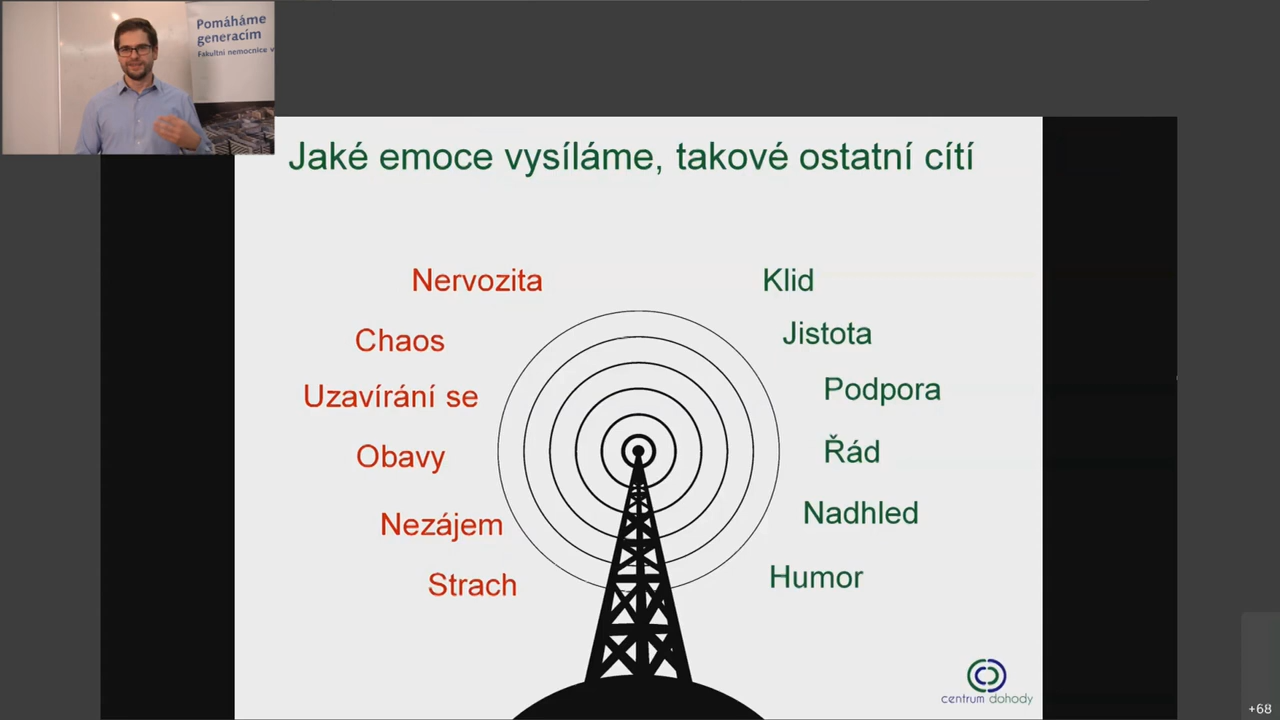 Pomáháme
generacím
Fakultní nemocnice v
Jaké emoce vysíláme, takové ostatní cítí
Nervozita
Chaos
Uzavírání se
Obavy
Nezájem
Strach
Klid
Jistota
Podpora
Řád
Nadhled
Humor
centrum dohody
+68